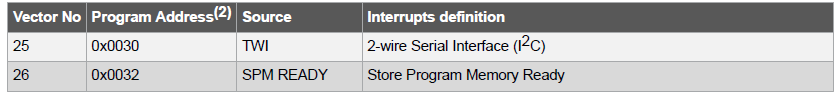 Vector No Program Address(2) Source Interrupts definition
25 0x0030 TWI 2-wire Serial Interface (I2C)
26 0x0032 SPM READY Store Program Memory Ready